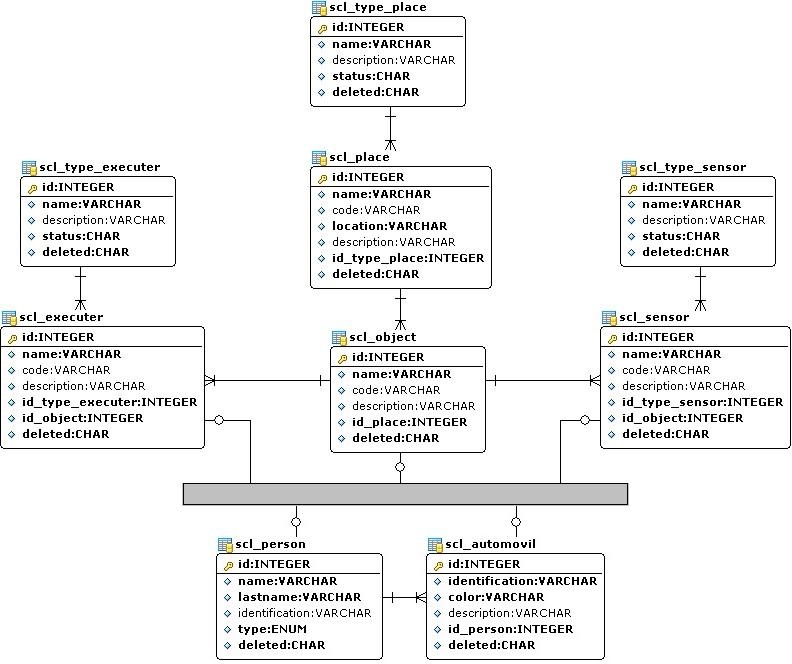 scl_type_place
id:INTEGER
name:VARCHAR
description:VARCHAR
status:CHAR
deleted:CHAR
scl_type_executer
id:INTEGER
name:VARCHAR
description:VARCHAR
status:CHAR
deleted:CHAR
scl_place
id:INTEGER
name:VARCHAR
code:VARCHAR
location:VARCHAR
description:VARCHAR
id_type_place:INTEGER
deleted:CHAR
scl_type_sensor
id:INTEGER
name:VARCHAR
description:VARCHAR
status:CHAR
deleted:CHAR
scl_executer
id:INTEGER
name:VARCHAR
code:VARCHAR
description:VARCHAR
id_type_executer:INTEGER
id_object:INTEGER
deleted:CHAR
scl_object
id:INTEGER
name:VARCHAR
code:VARCHAR
description:VARCHAR
id_place:INTEGER
deleted:CHAR
scl_sensor
id:INTEGER
name:VARCHAR
code:VARCHAR
description:VARCHAR
id_type_sensor:INTEGER
id_object:INTEGER
deleted:CHAR
scl_person
id:INTEGER
name:VARCHAR
lastname:VARCHAR
identification:VARCHAR
type:ENUM
deleted:CHAR
scl_automovil
id:INTEGER
identification:VARCHAR
color:VARCHAR
description:VARCHAR
id_person:INTEGER
deleted:CHAR